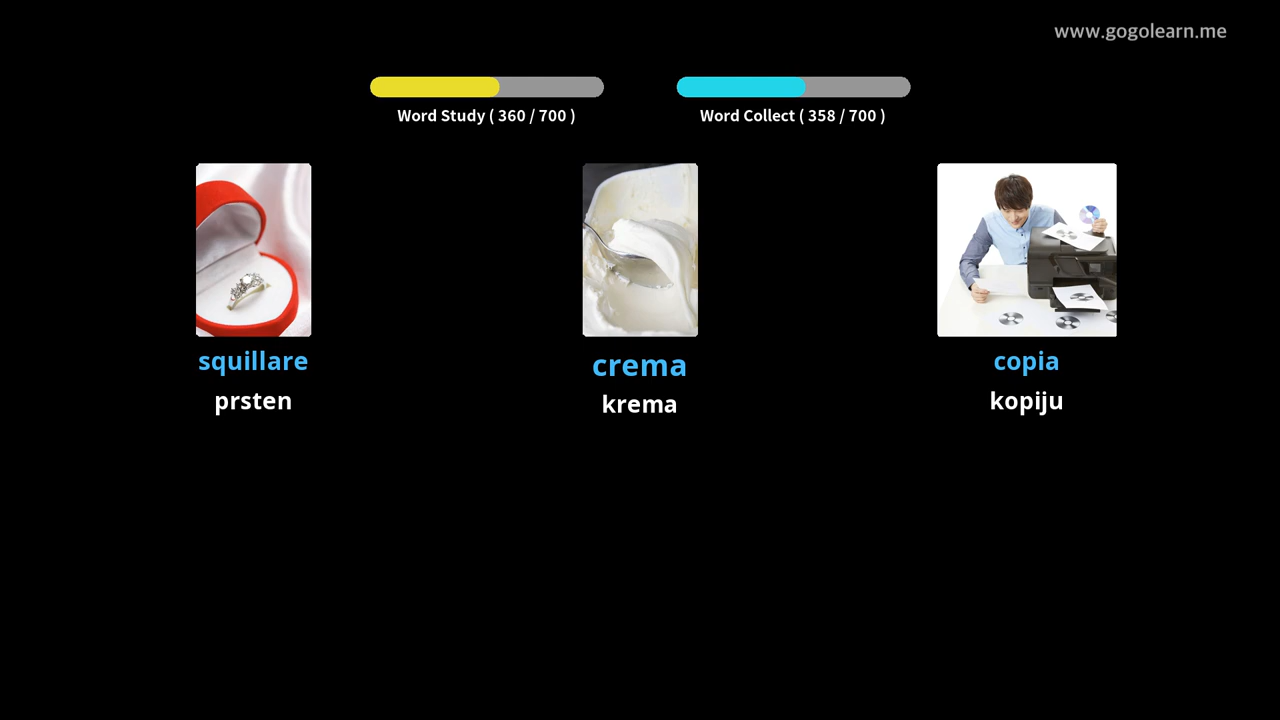 www.gogolearn.me
Word Study ( 360 / 700 )
Word Collect ( 358 / 700 )
squillare
crema
copia
prsten
krema
kopiju